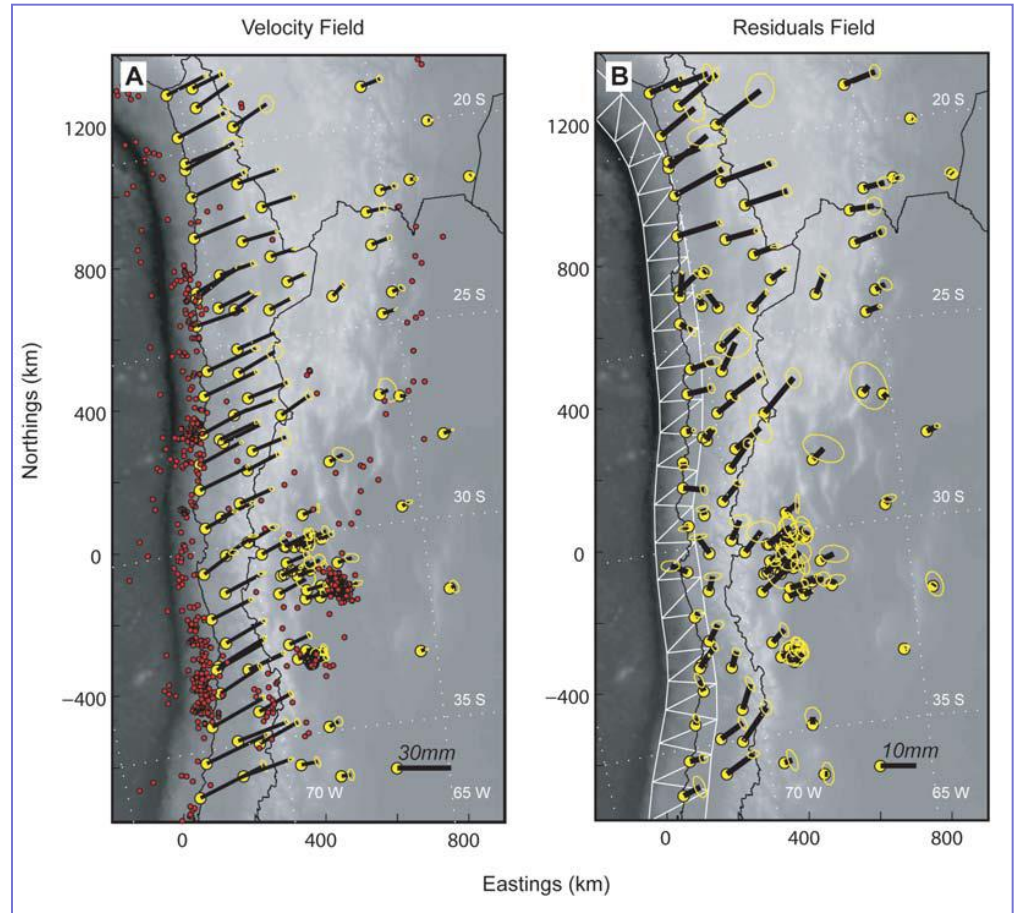 Velocity Field
Residuals Field
A
B
20 S
20 S
1200
1200
800
800
25 S
25 S
Northings (km)
400
400
30 S
30 S
0
0
−400
−400
35 S
35 S
30mm
10mm
70 W
65 W
70 W
65 W
0
400
800
0
400
800
Eastings (km)